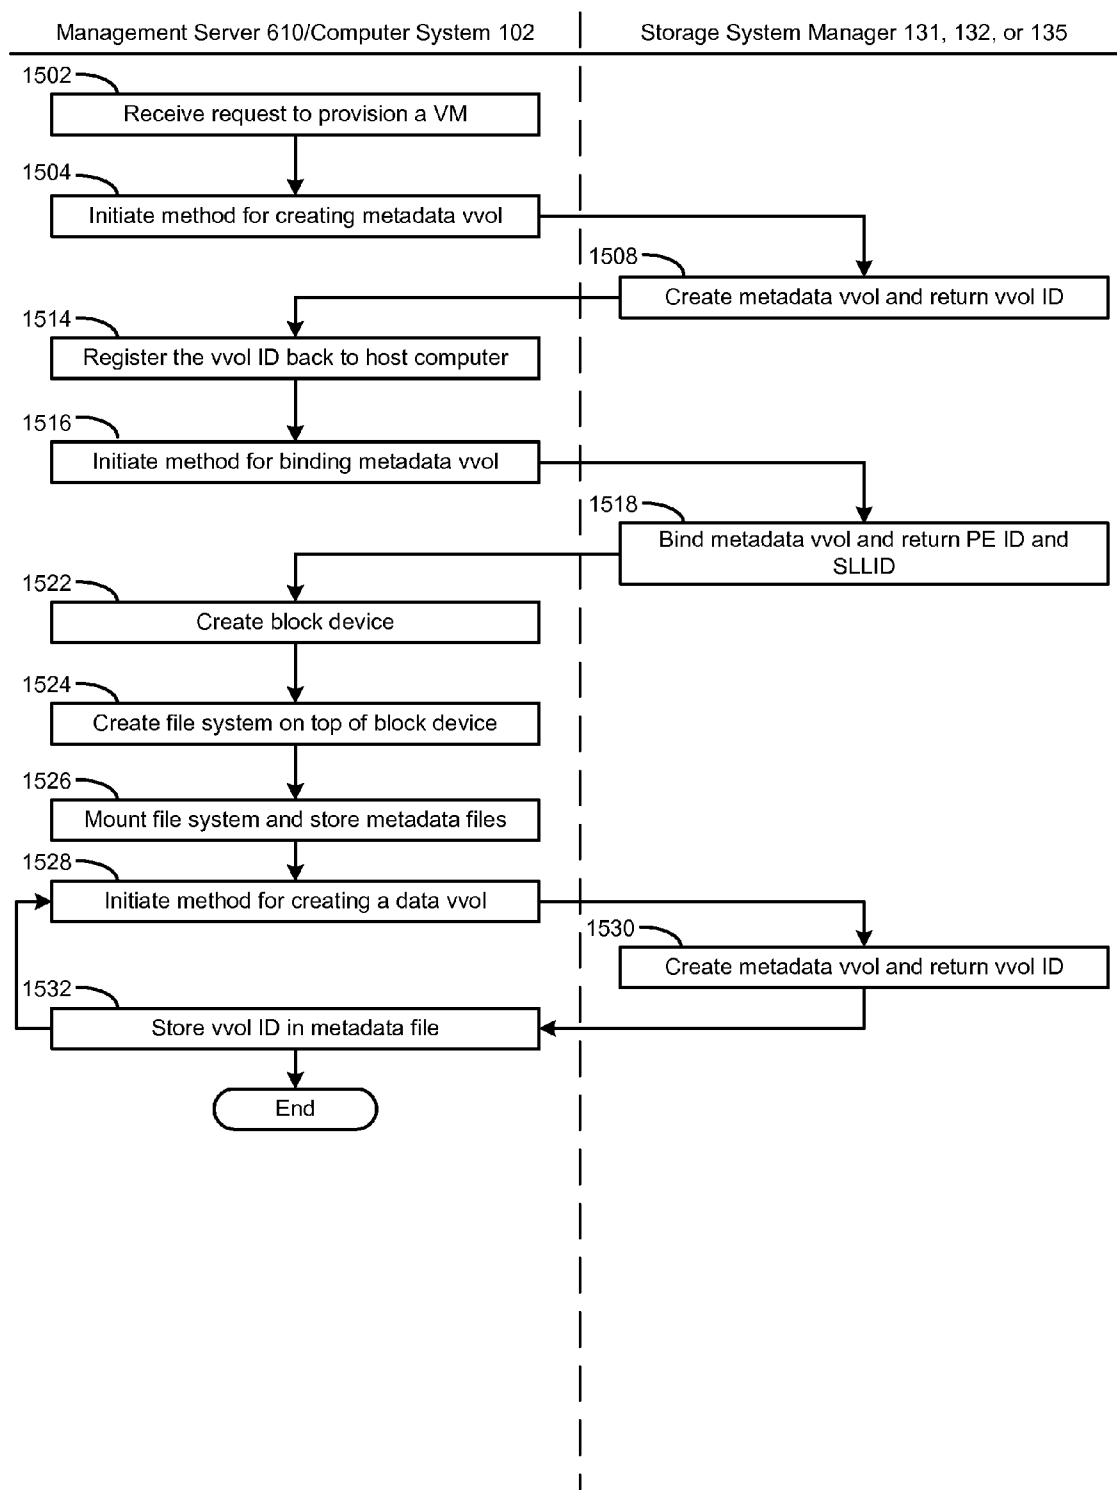 Management Server 610/Computer System 102
Storage System Manager 131, 132, or 135
1502
Receive request to provision a VM
1504
Initiate method for creating metadata vvol
1508
Create metadata vvol and return vvol ID
1514
Register the vvol ID back to host computer
1516
Initiate method for binding metadata vvol
1518
Bind metadata vvol and return PE ID and
SLLID
1522
Create block device
1524
Create file system on top of block device
1526
Mount file system and store metadata files
1528
Initiate method for creating a data vvol
1530
Create metadata vvol and return vvol ID
1532
Store vvol ID in metadata file
End